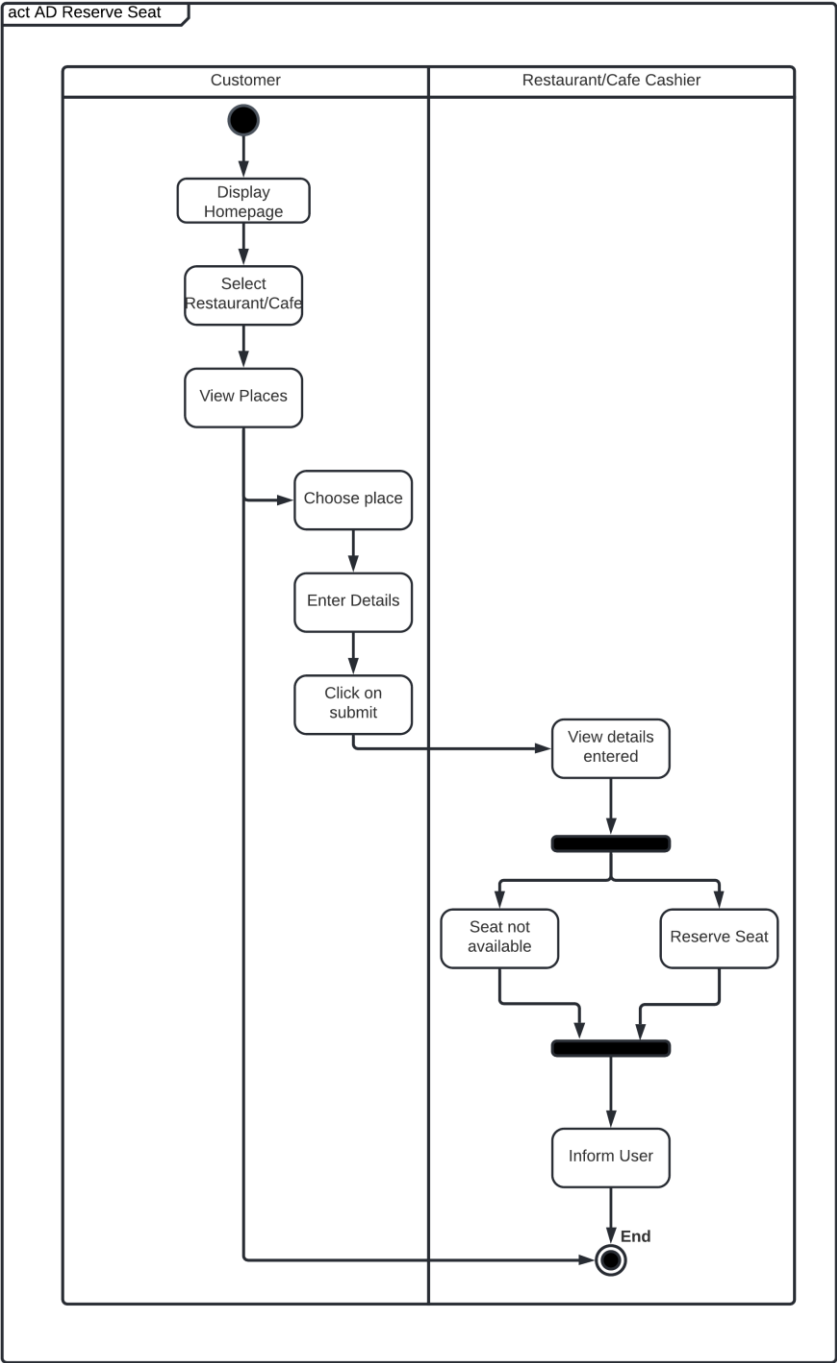 act AD Reserve Seat
Customer
Restaurant/Cafe Cashier
Display
Homepage
Select
Restaurant/Cafe
View Places
Choose place
Enter Details
Click on
submit
View details
entered
Seat not
available
Reserve Seat
Inform User
End